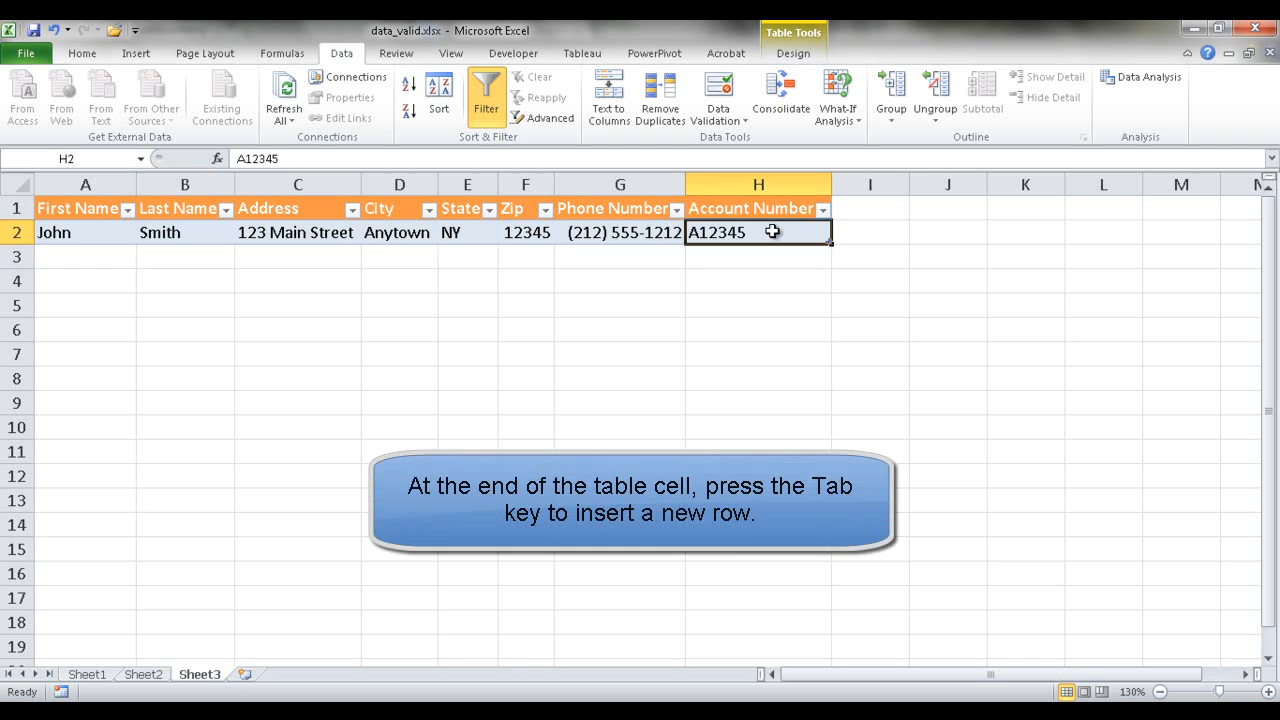 data_valid.xlsx - Microsoft Excel
Table Tools
File Home Insert Page Layout Formulas Data Review View Developer Tableau PowerPivot Acrobat Design
From Access
From Web
From Text
From Other Sources
Existing Connections
Get External Data
Refresh All
Connections
Properties
Edit Links
Connections
Sort
Filter
Clear
Reapply
Advanced
Sort & Filter
Text to Columns
Remove Duplicates
Data Validation
Consolidate
What-If Analysis
Data Tools
Group
Ungroup
Subtotal
Show Detail
Hide Detail
Outline
Data Analysis
Analysis
H2 fx A12345
A B C D E F G H I J K L M N
1 First Name Last Name Address City State Zip Phone Number Account Number
2 John Smith 123 Main Street Anytown NY 12345 (212) 555-1212 A12345
3
4
5
6
7
8
9
10
11
12
13
14
15
16
17
18
19
At the end of the table cell, press the Tab
key to insert a new row.
Sheet1 Sheet2 Sheet3
Ready 130%